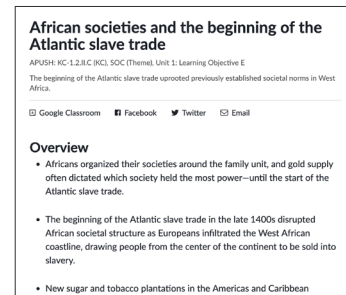 African societies and the beginning of the
Atlantic slave trade
APUSH: KC-1.2.II.C (KC), SOC (Theme), Unit 1: Learning Objective E
The beginning of the Atlantic slave trade uprooted previously established societal norms in West
Africa.
Google Classroom Facebook Twitter Email
Overview
• Africans organized their societies around the family unit, and gold supply
often dictated which society held the most power—until the start of the
Atlantic slave trade.
• The beginning of the Atlantic slave trade in the late 1400s disrupted
African societal structure as Europeans infiltrated the West African
coastline, drawing people from the center of the continent to be sold into
slavery.
• New sugar and tobacco plantations in the Americas and Caribbean